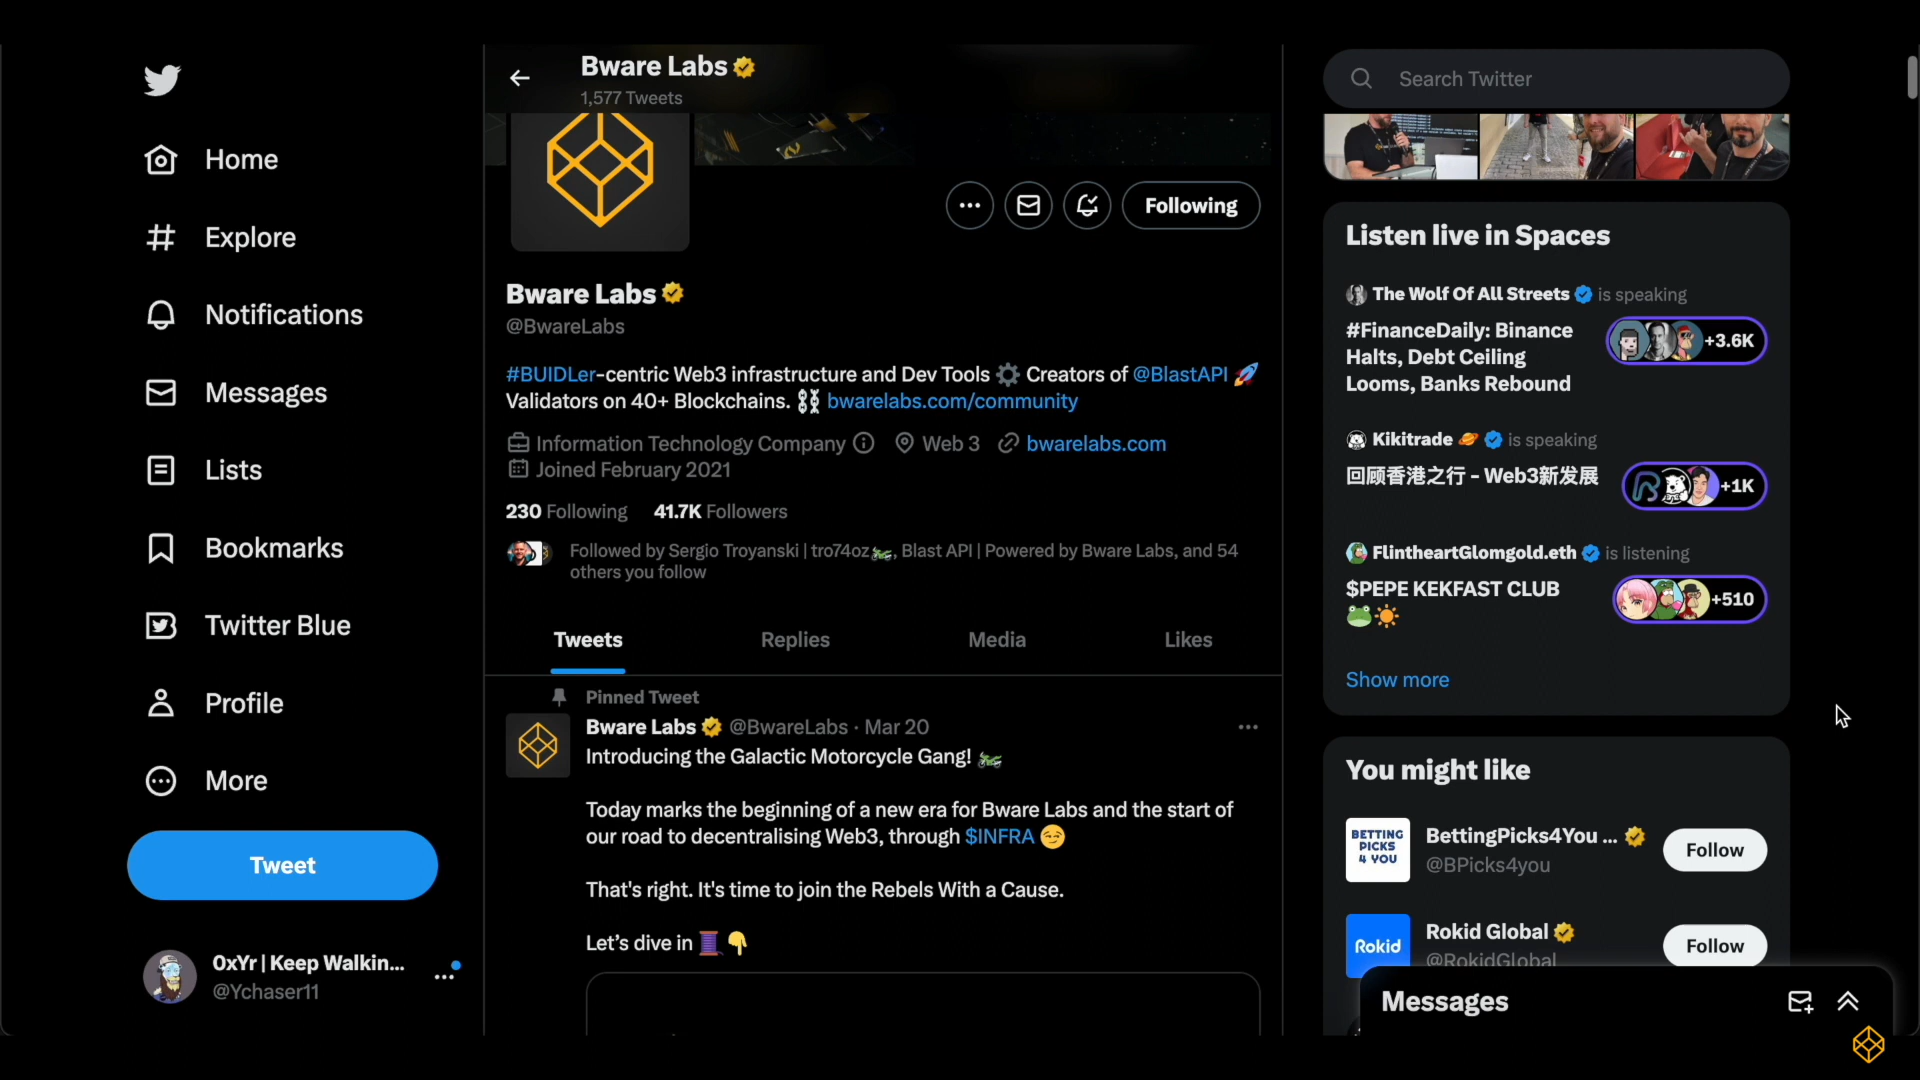 Home
Explore
Notifications
Messages
Lists
Bookmarks
Twitter Blue
Profile
More
Tweet
0xYr | Keep Walkin...
@Ychaser11
Bware Labs
1,577 Tweets
Following
Bware Labs
@BwareLabs
#BUIDLer-centric Web3 infrastructure and Dev Tools ⚙️ Creators of @BlastAPI 🚀
Validators on 40+ Blockchains. ⛓️ bwarelabs.com/community
Information Technology Company Web 3 bwarelabs.com
Joined February 2021
230 Following 41.7K Followers
Followed by Sergio Troyanski | tro74oz🏍️, Blast API | Powered by Bware Labs, and 54
others you follow
Tweets Replies Media Likes
Pinned Tweet
Bware Labs @BwareLabs · Mar 20
Introducing the Galactic Motorcycle Gang! 🏍️
Today marks the beginning of a new era for Bware Labs and the start of
our road to decentralising Web3, through $INFRA 😏
That's right. It's time to join the Rebels With a Cause.
Let’s dive in 🧵👇
Search Twitter
Listen live in Spaces
The Wolf Of All Streets is speaking
#FinanceDaily: Binance
Halts, Debt Ceiling
Looms, Banks Rebound
+3.6K
Kikitrade 🪐 is speaking
回顾香港之行 - Web3新发展
+1K
FlintheartGlomgold.eth is listening
$PEPE KEKFAST CLUB
🐸☀️
+510
Show more
You might like
BETTING
PICKS
4 YOU
BettingPicks4You ...
@BPicks4you
Follow
Rokid
Rokid Global
@RokidGlobal
Follow
Messages